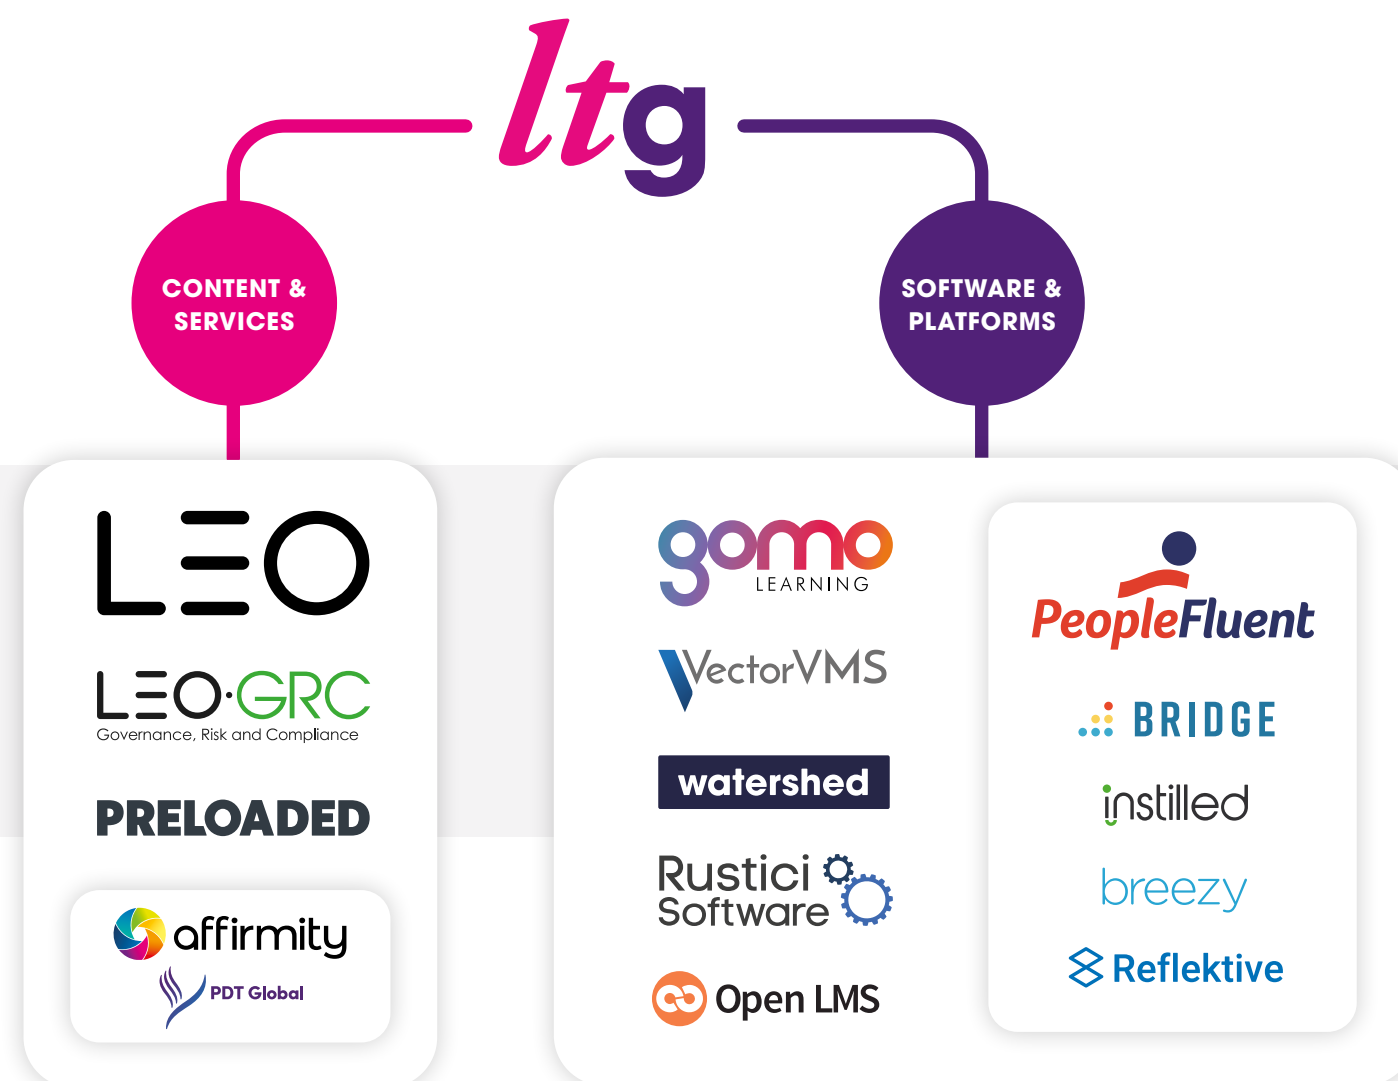 ltg
CONTENT &
SERVICES
SOFTWARE &
PLATFORMS
LEO
LEO·GRC
Governance, Risk and Compliance
PRELOADED
affirmity
PDT Global
gomo
LEARNING
VectorVMS
watershed
Rustici
Software
Open LMS
PeopleFluent
BRIDGE
instilled
breezy
Reflektive